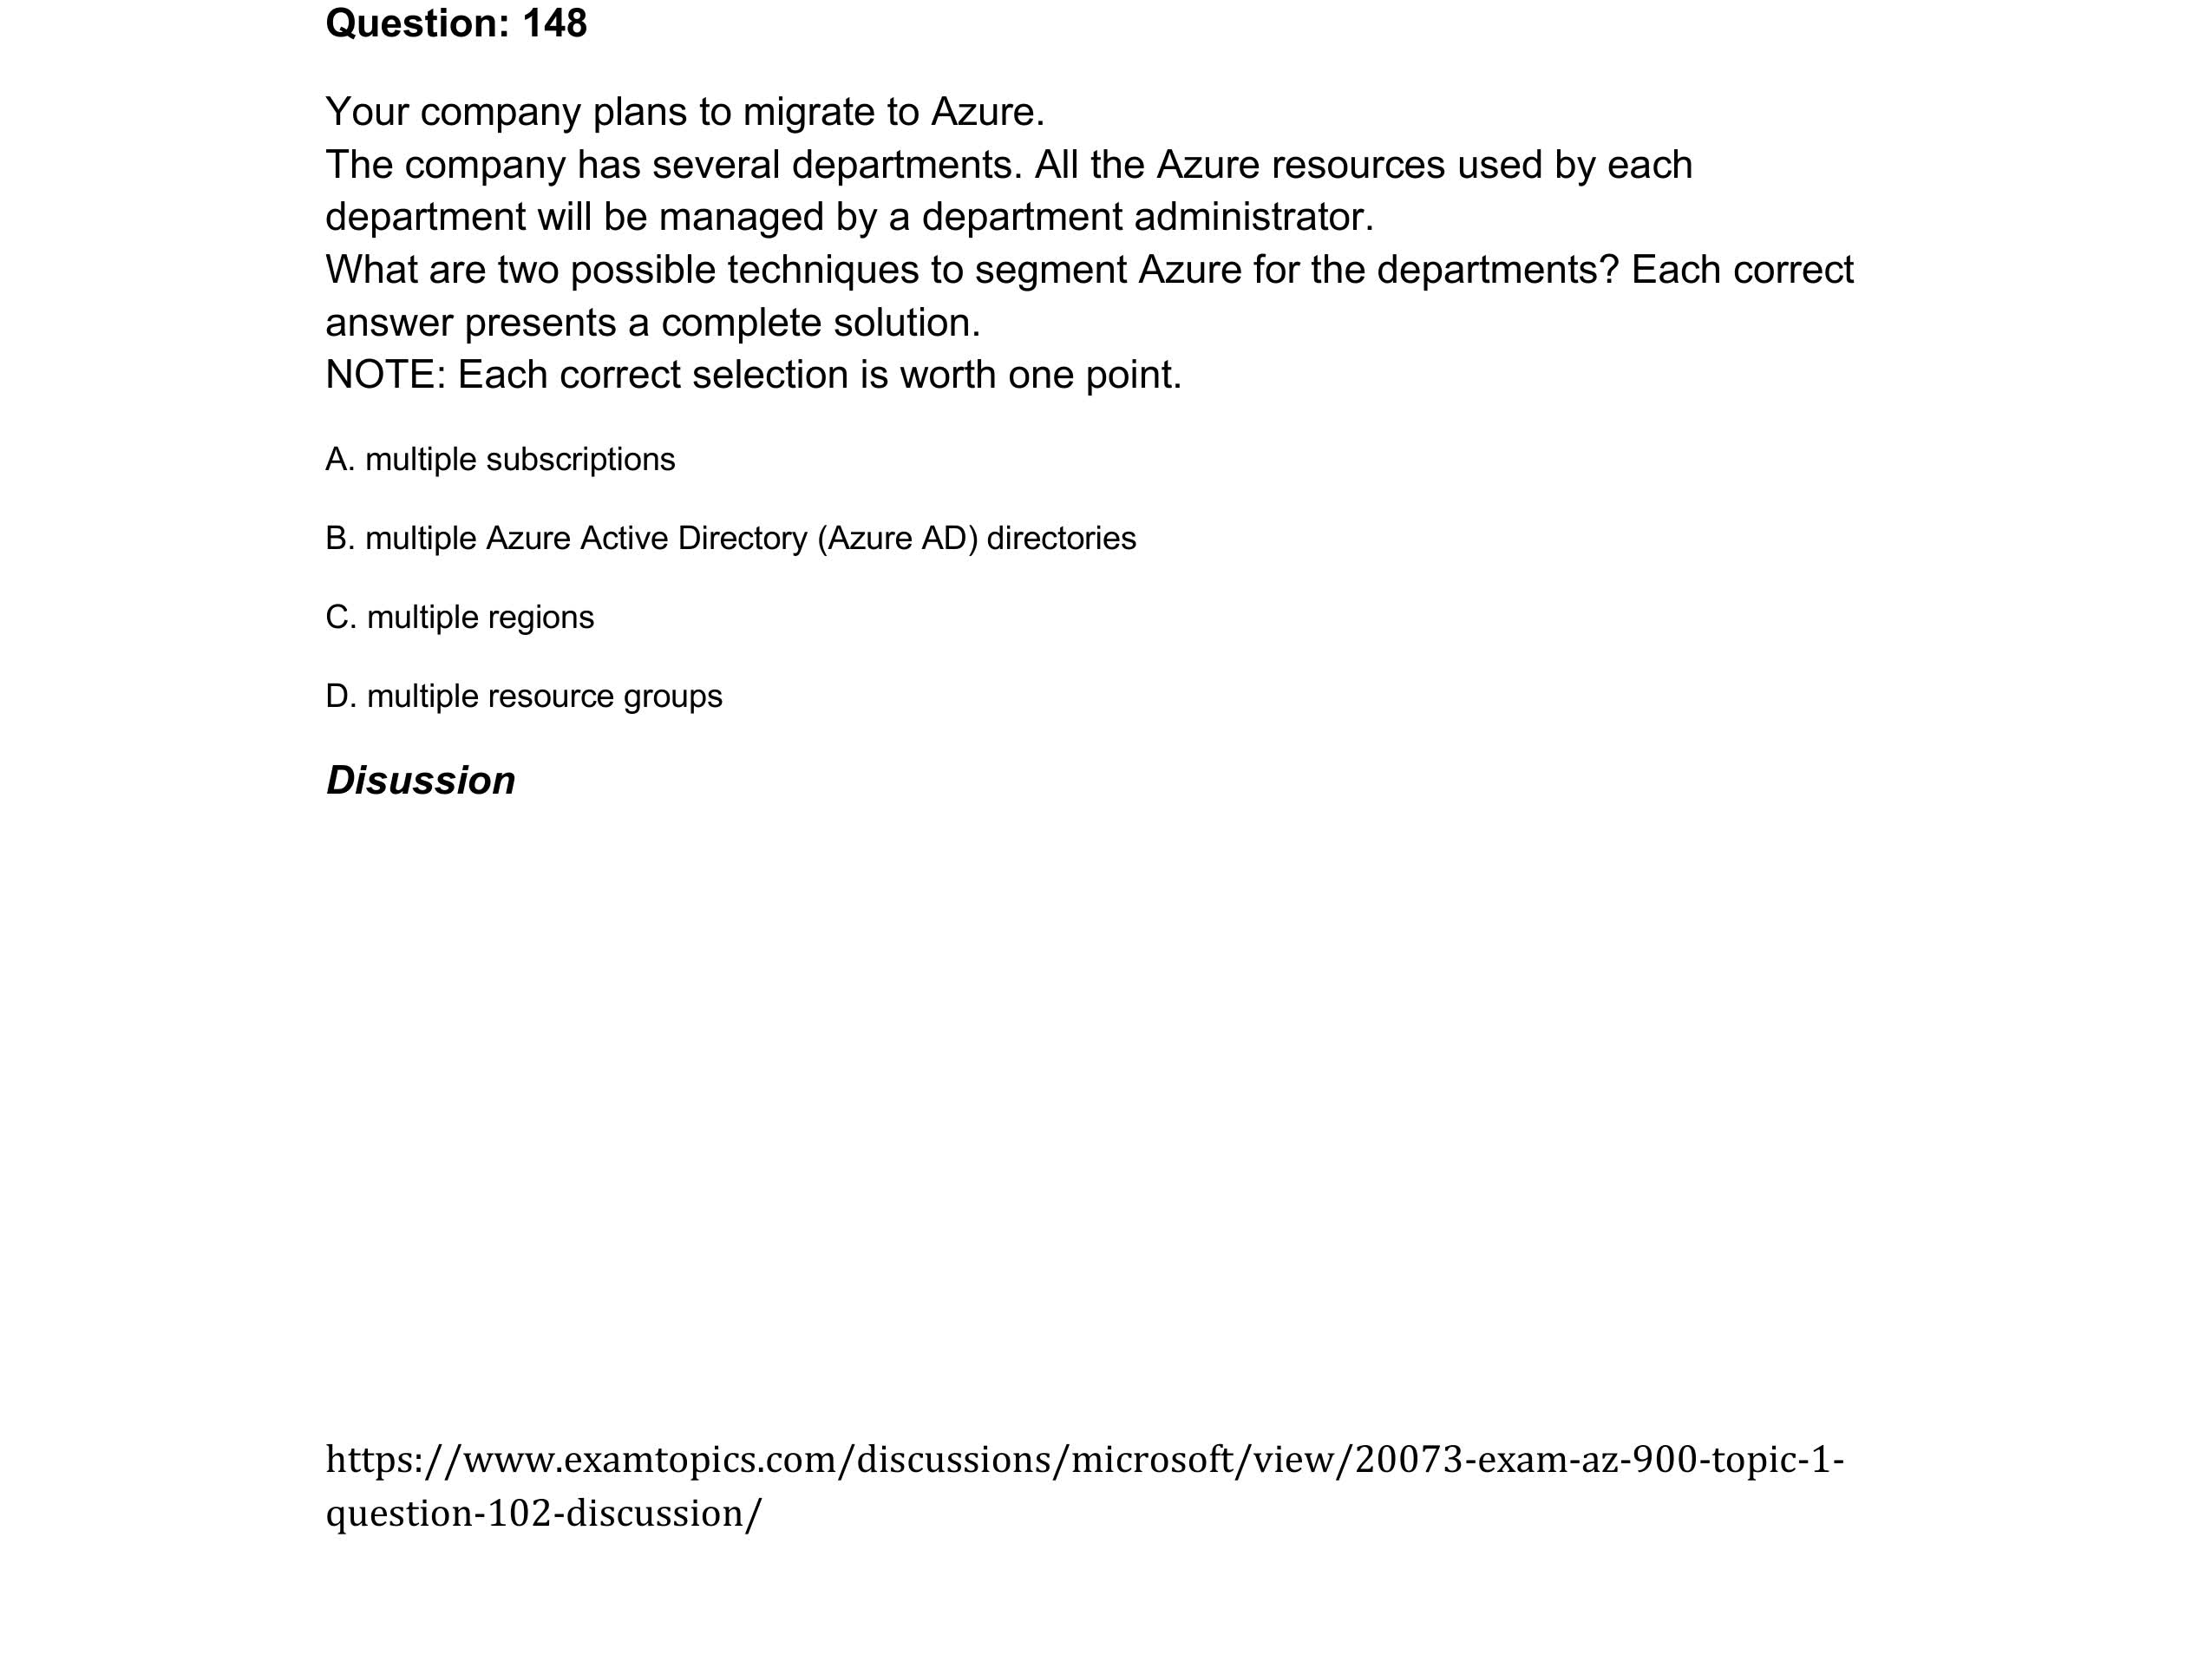 Question: 148
Your company plans to migrate to Azure.
The company has several departments. All the Azure resources used by each
department will be managed by a department administrator.
What are two possible techniques to segment Azure for the departments? Each correct
answer presents a complete solution.
NOTE: Each correct selection is worth one point.
A. multiple subscriptions
B. multiple Azure Active Directory (Azure AD) directories
C. multiple regions
D. multiple resource groups
Disussion
https://www.examtopics.com/discussions/microsoft/view/20073-exam-az-900-topic-1-
question-102-discussion/